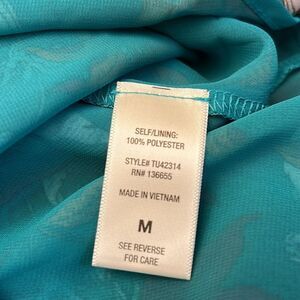 SELF/LINING:
100% POLYESTER
STYLE# TU42314
RN# 136655
MADE IN VIETNAM
M
SEE REVERSE
FOR CARE